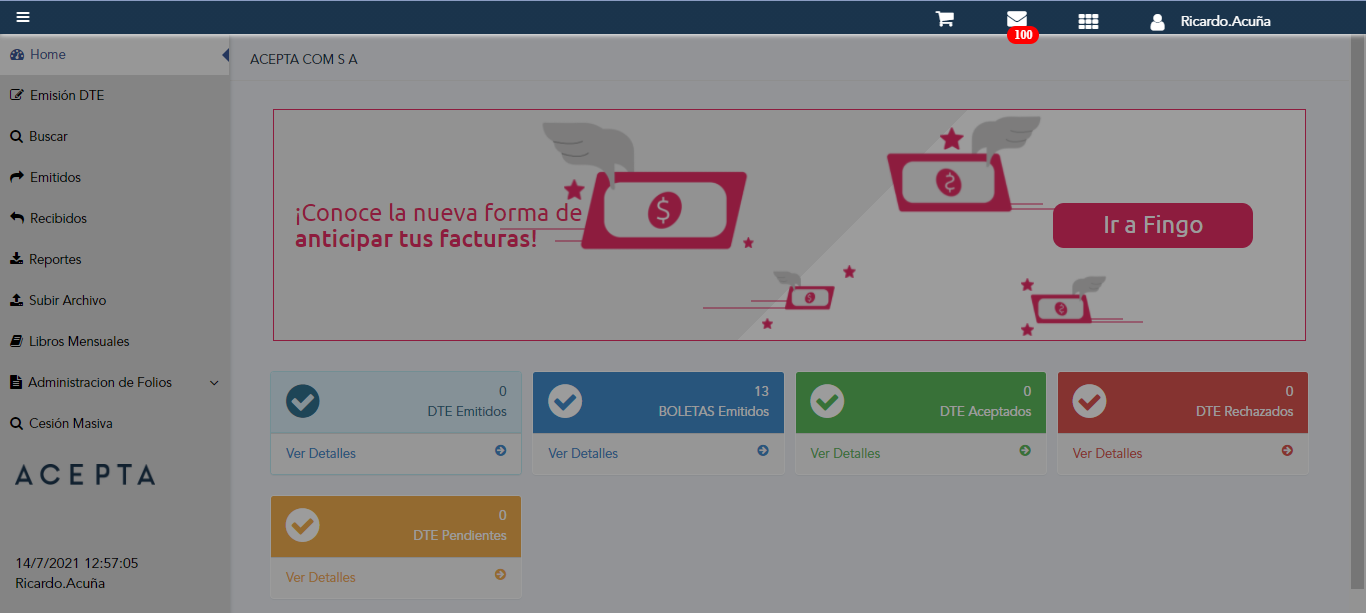 Ricardo.Acuña
100
Home
ACEPTA COM S A
Emisión DTE
Buscar
Emitidos
Recibidos
Reportes
Subir Archivo
Libros Mensuales
Administracion de Folios
Cesión Masiva
ACEPTA
14/7/2021 12:57:05
Ricardo.Acuña
¡Conoce la nueva forma de
anticipar tus facturas!
Ir a Fingo
0
DTE Emitidos
Ver Detalles
13
BOLETAS Emitidos
Ver Detalles
0
DTE Aceptados
Ver Detalles
0
DTE Rechazados
Ver Detalles
0
DTE Pendientes
Ver Detalles